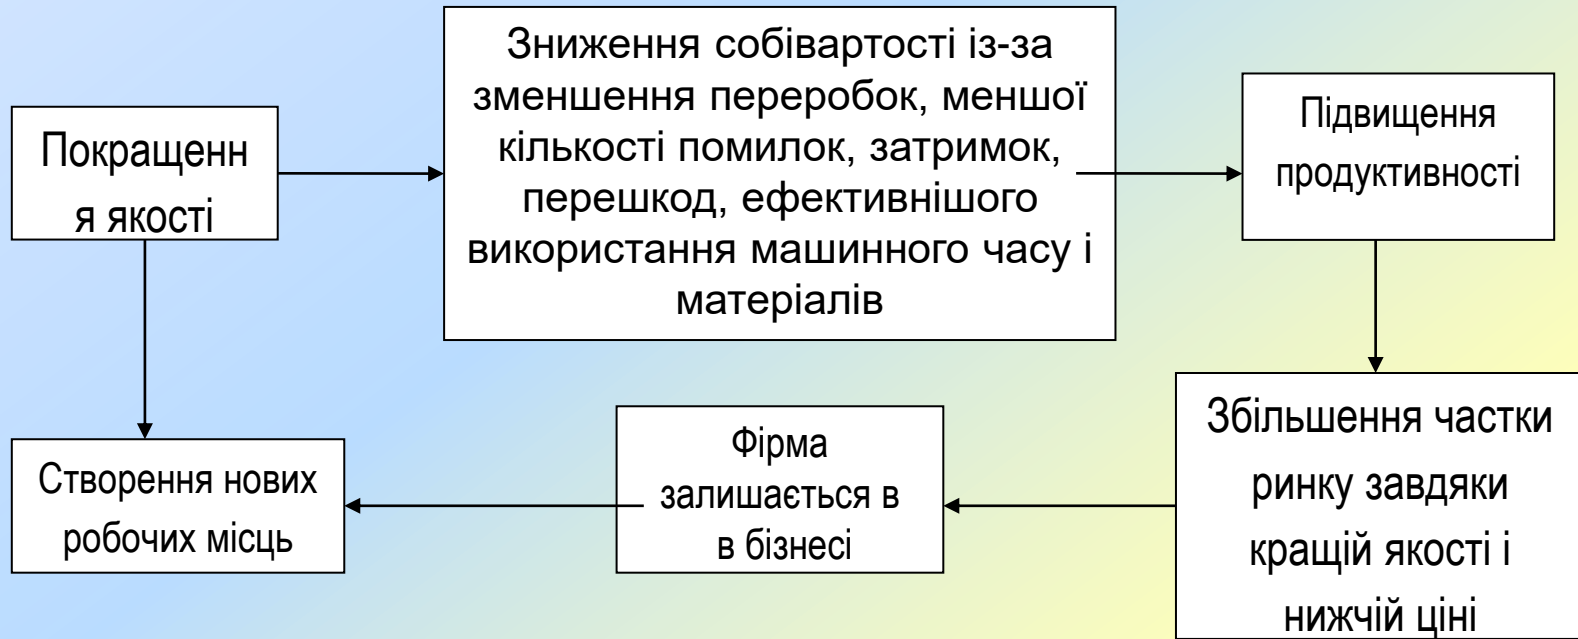 Покращенн
я якості
Зниження собівартості із-за
зменшення переробок, меншої
кількості помилок, затримок,
перешкод, ефективнішого
використання машинного часу і
матеріалів
Підвищення
продуктивності
Збільшення частки
ринку завдяки
кращій якості і
нижчій ціні
Фірма
залишається в
в бізнесі
Створення нових
робочих місць